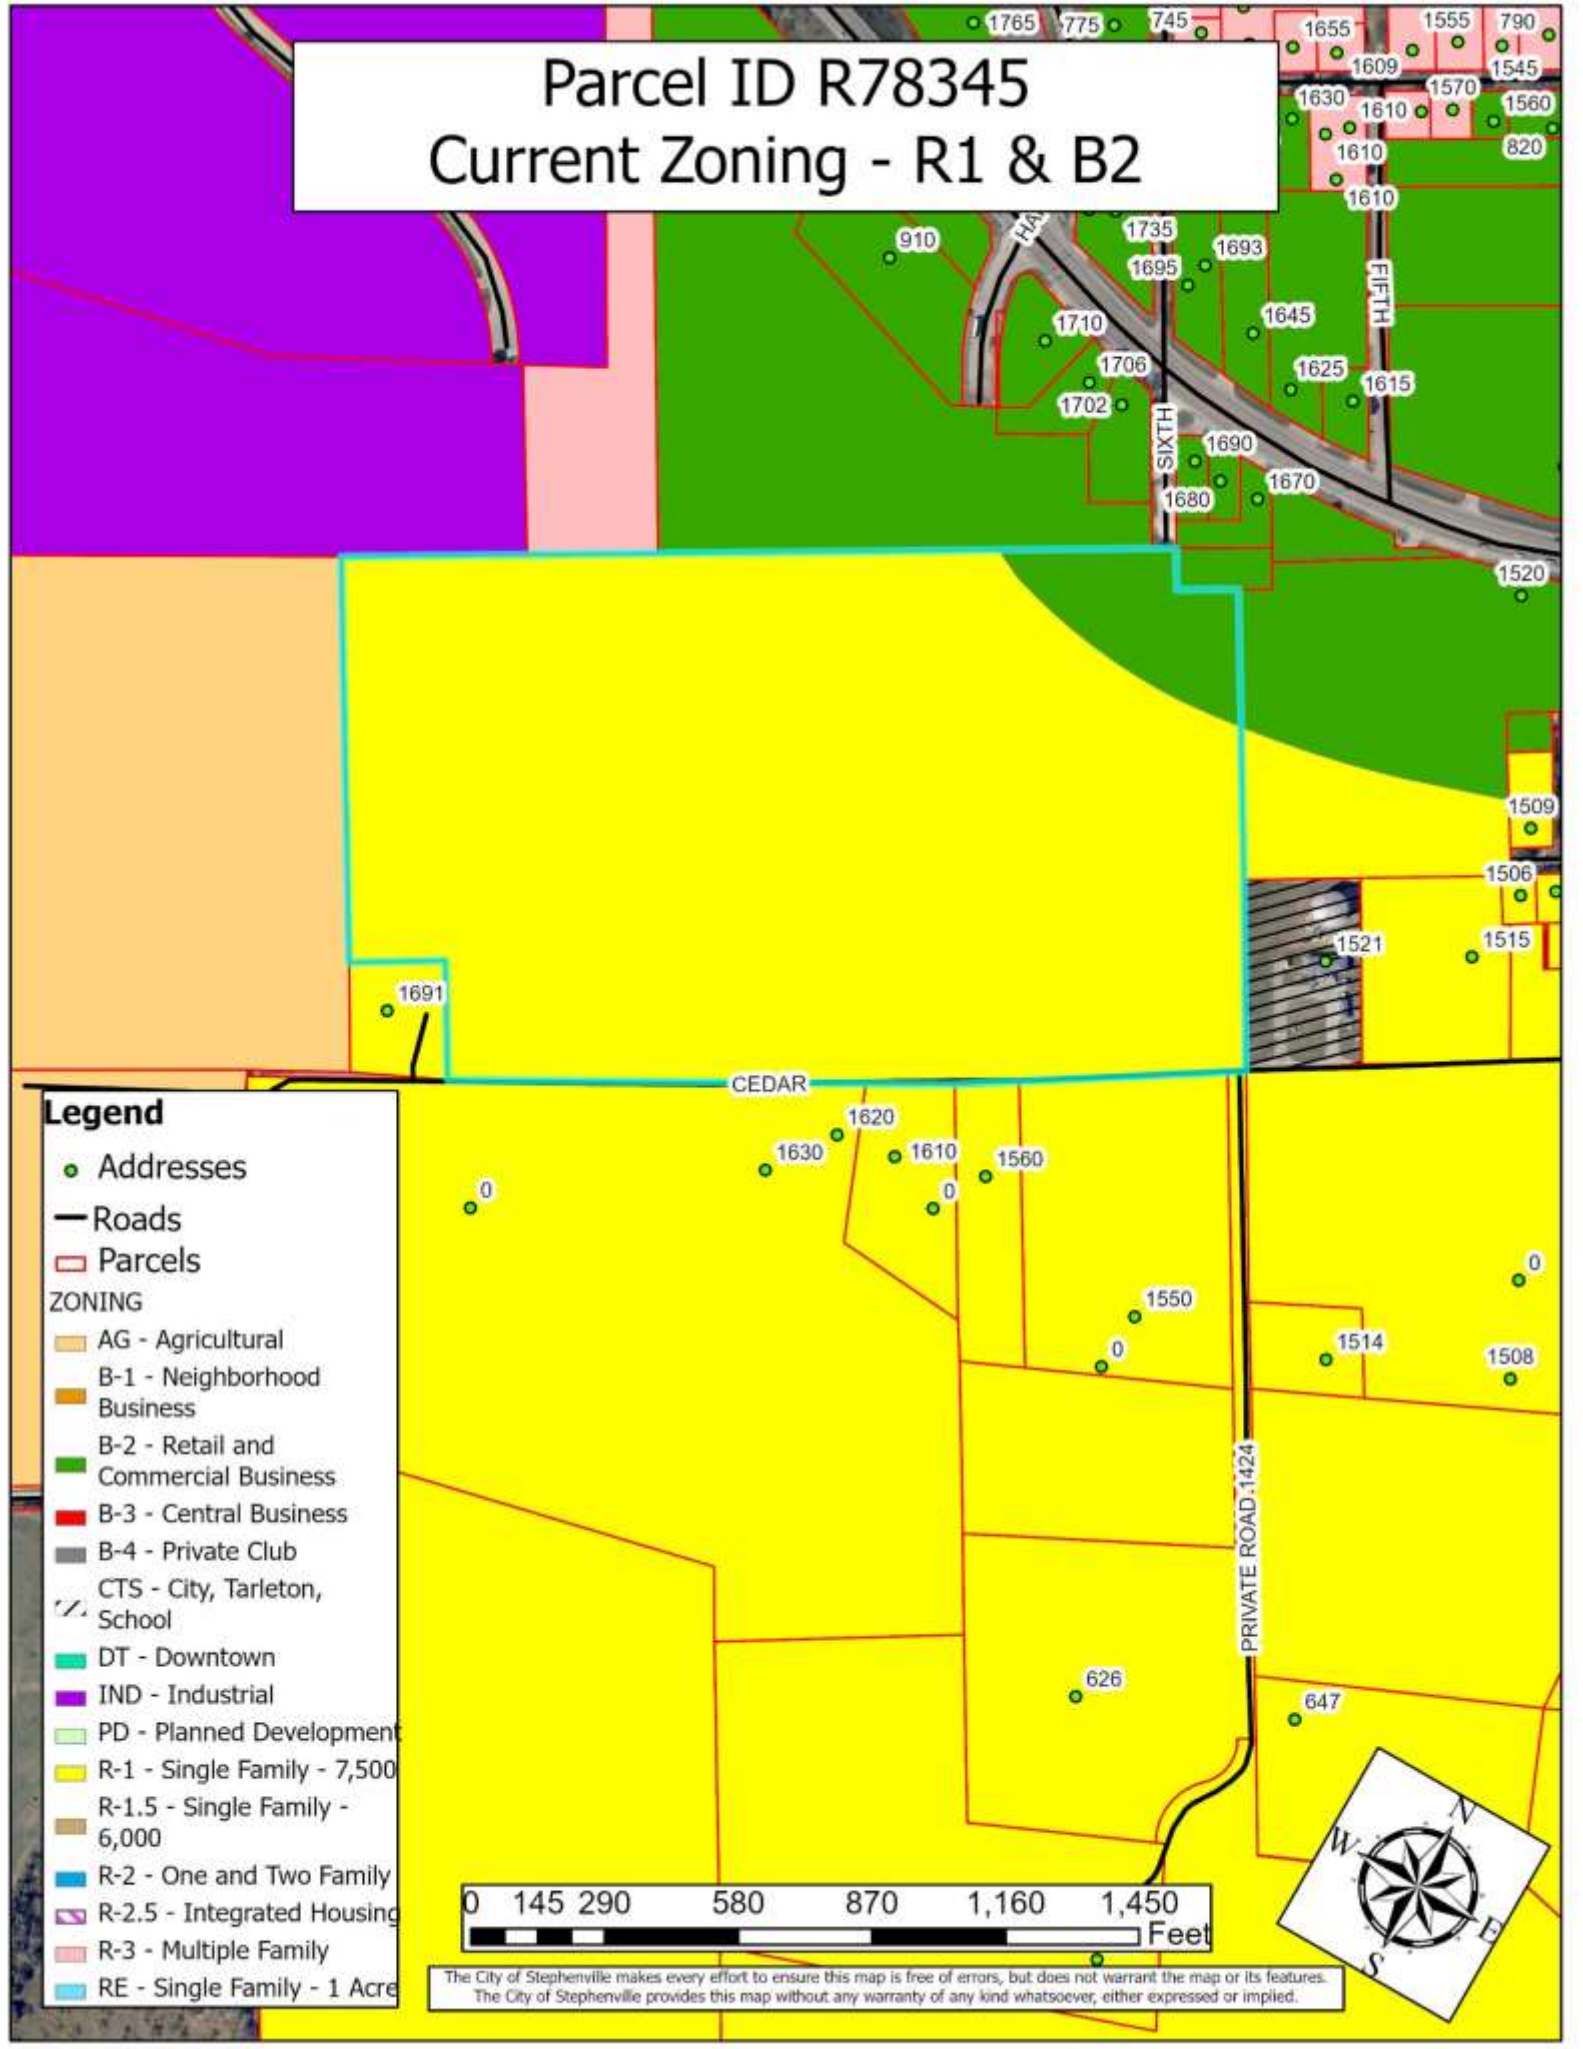 Parcel ID R78345
Current Zoning - R1 & B2
1765
775
745
1655
1555
790
1609
1545
1630
1610
1570
1560
1610
820
1610
910
HA
1735
1693
1695
FIFTH
1710
1645
1706
1625
1615
1702
SIXTH
1690
1670
1680
1520
1509
1506
1521
1515
1691
CEDAR
1620
1630
1610
1560
0
0
0
1550
0
1514
1508
PRIVATE ROAD 1424
626
647
Legend
Addresses
Roads
Parcels
ZONING
AG - Agricultural
B-1 - Neighborhood
Business
B-2 - Retail and
Commercial Business
B-3 - Central Business
B-4 - Private Club
CTS - City, Tarleton,
School
DT - Downtown
IND - Industrial
PD - Planned Development
R-1 - Single Family - 7,500
R-1.5 - Single Family -
6,000
R-2 - One and Two Family
R-2.5 - Integrated Housing
R-3 - Multiple Family
RE - Single Family - 1 Acre
N
W
E
S
0 145 290 580 870 1,160 1,450
Feet
The City of Stephenville makes every effort to ensure this map is free of errors, but does not warrant the map or its features.
The City of Stephenville provides this map without any warranty of any kind whatsoever, either expressed or implied.